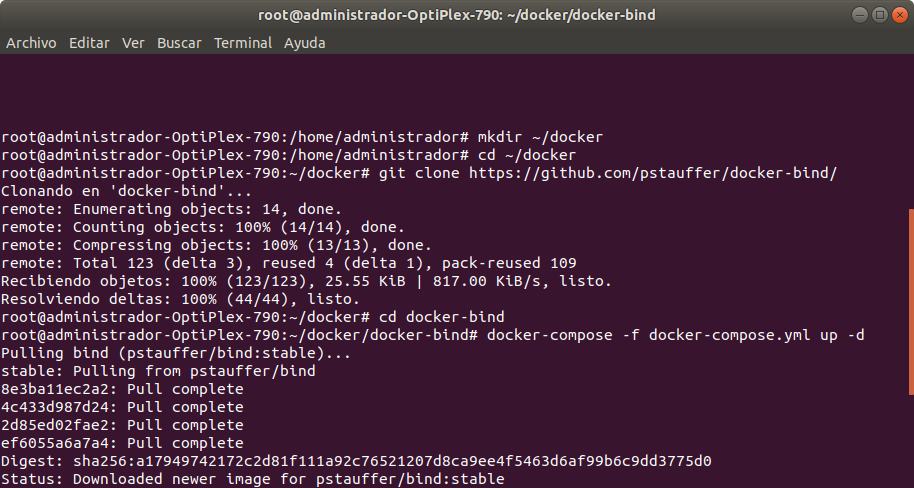 root@administrador-OptiPlex-790: ~/docker/docker-bind
Archivo Editar Ver Buscar Terminal Ayuda
root@administrador-OptiPlex-790:/home/administrador# mkdir ~/docker
root@administrador-OptiPlex-790:/home/administrador# cd ~/docker
root@administrador-OptiPlex-790:~/docker# git clone https://github.com/pstauffer/docker-bind/
Clonando en 'docker-bind'...
remote: Enumerating objects: 14, done.
remote: Counting objects: 100% (14/14), done.
remote: Compressing objects: 100% (13/13), done.
remote: Total 123 (delta 3), reused 4 (delta 1), pack-reused 109
Recibiendo objetos: 100% (123/123), 25.55 KiB | 817.00 KiB/s, listo.
Resolviendo deltas: 100% (44/44), listo.
root@administrador-OptiPlex-790:~/docker# cd docker-bind
root@administrador-OptiPlex-790:~/docker/docker-bind# docker-compose -f docker-compose.yml up -d
Pulling bind (pstauffer/bind:stable)...
stable: Pulling from pstauffer/bind
8e3ba11ec2a2: Pull complete
4c433d987d24: Pull complete
2d85ed02fae2: Pull complete
ef6055a6a7a4: Pull complete
Digest: sha256:a17949742172c2d81f111a92c76521207d8ca9ee4f5463d6af99b6c9dd3775d0
Status: Downloaded newer image for pstauffer/bind:stable